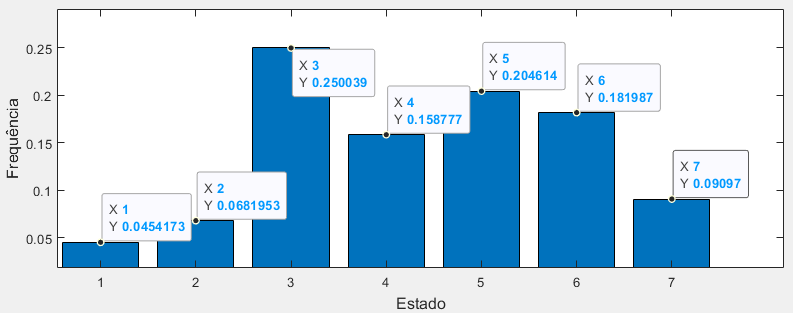 Frequência
0.25
0.2
0.15
0.1
0.05
X 1
Y 0.0454173
X 2
Y 0.0681953
X 3
Y 0.250039
X 4
Y 0.158777
X 5
Y 0.204614
X 6
Y 0.181987
X 7
Y 0.09097
1 2 3 4 5 6 7
Estado